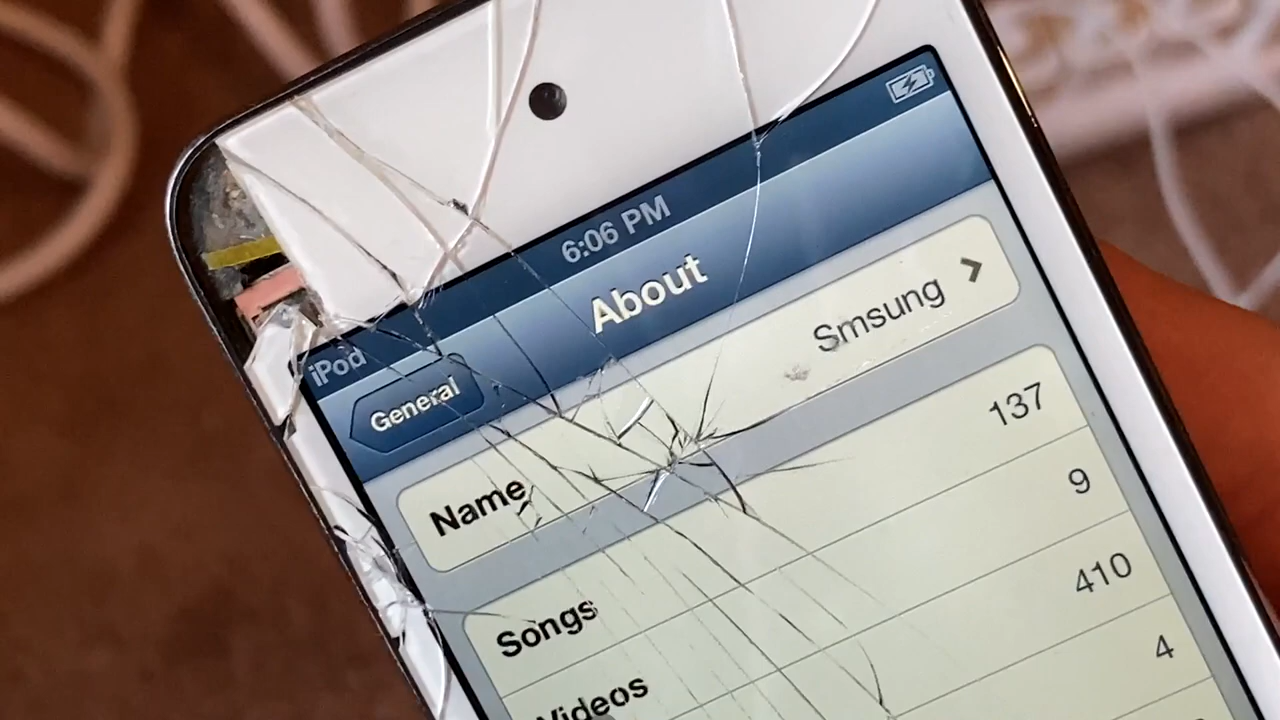 6:06 PM
iPod
About
General
Name Smsung
Songs 137
Videos 9
410
4